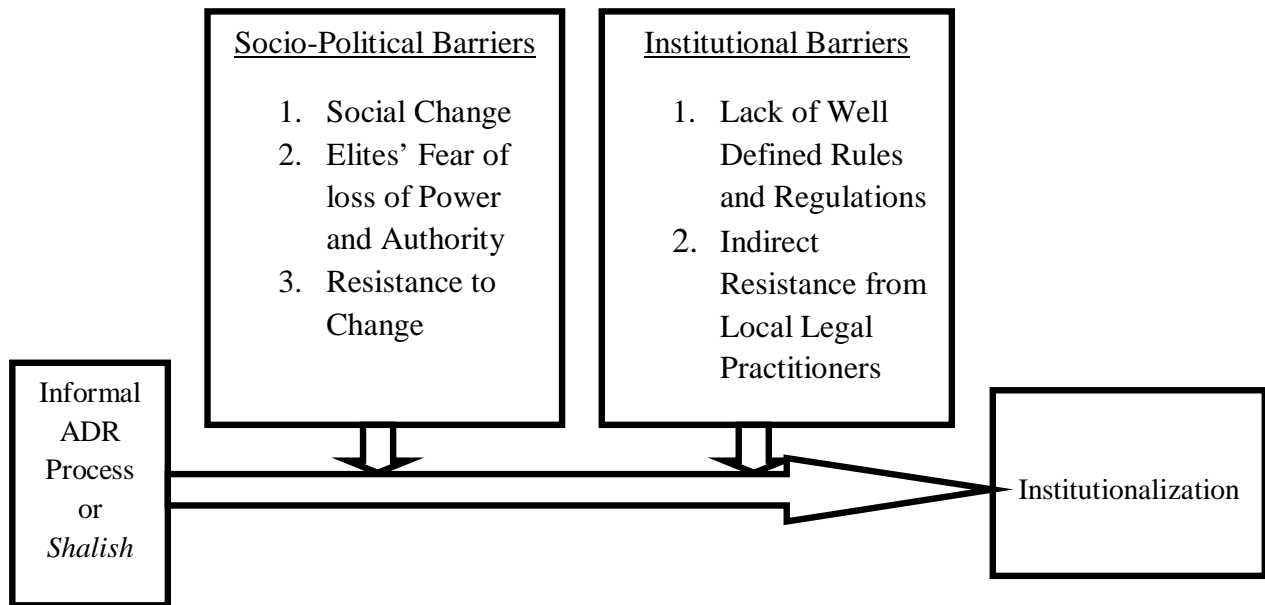 Socio-Political Barriers
1. Social Change
2. Elites’ Fear of
loss of Power
and Authority
3. Resistance to
Change
Institutional Barriers
1. Lack of Well
Defined Rules
and Regulations
2. Indirect
Resistance from
Local Legal
Practitioners
Informal
ADR
Process
or
Shalish
Institutionalization